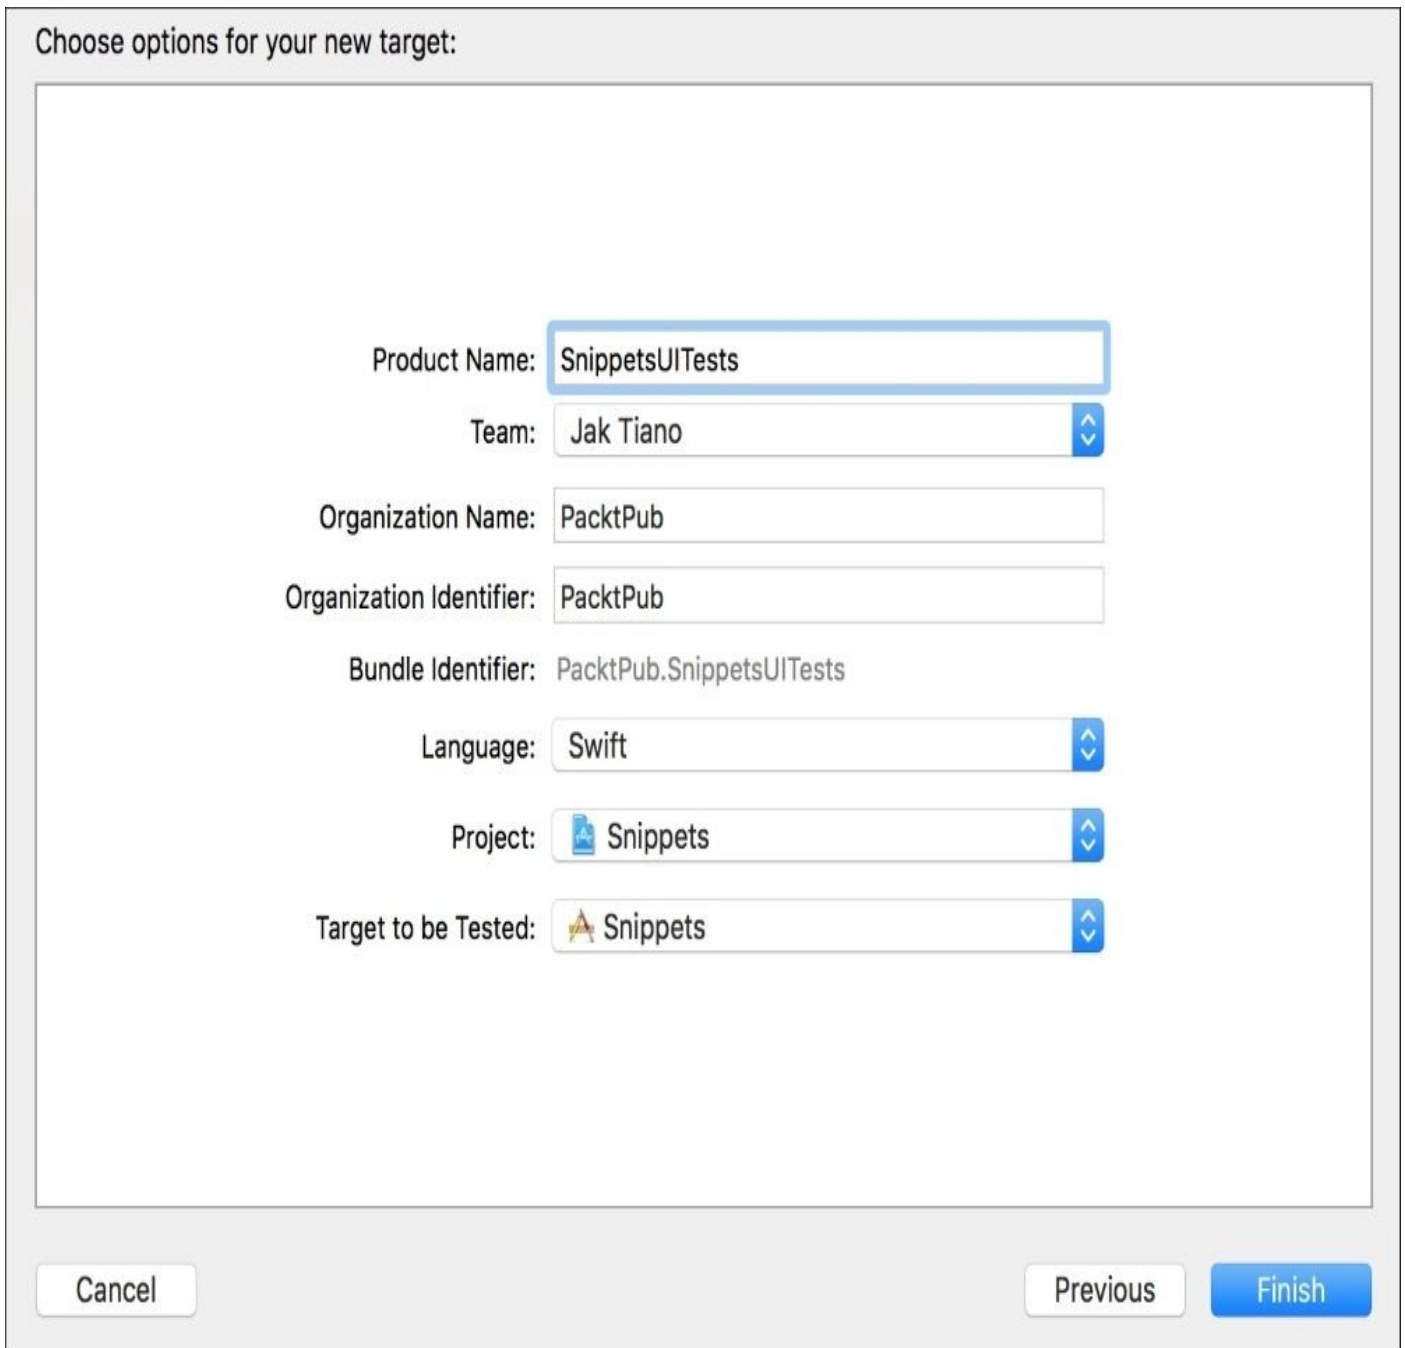 Choose options for your new target:
Product Name: SnippetsUITests
Team: Jak Tiano
Organization Name: PacktPub
Organization Identifier: PacktPub
Bundle Identifier: PacktPub.SnippetsUITests
Language: Swift
Project: Snippets
Target to be Tested: Snippets
Cancel Previous Finish